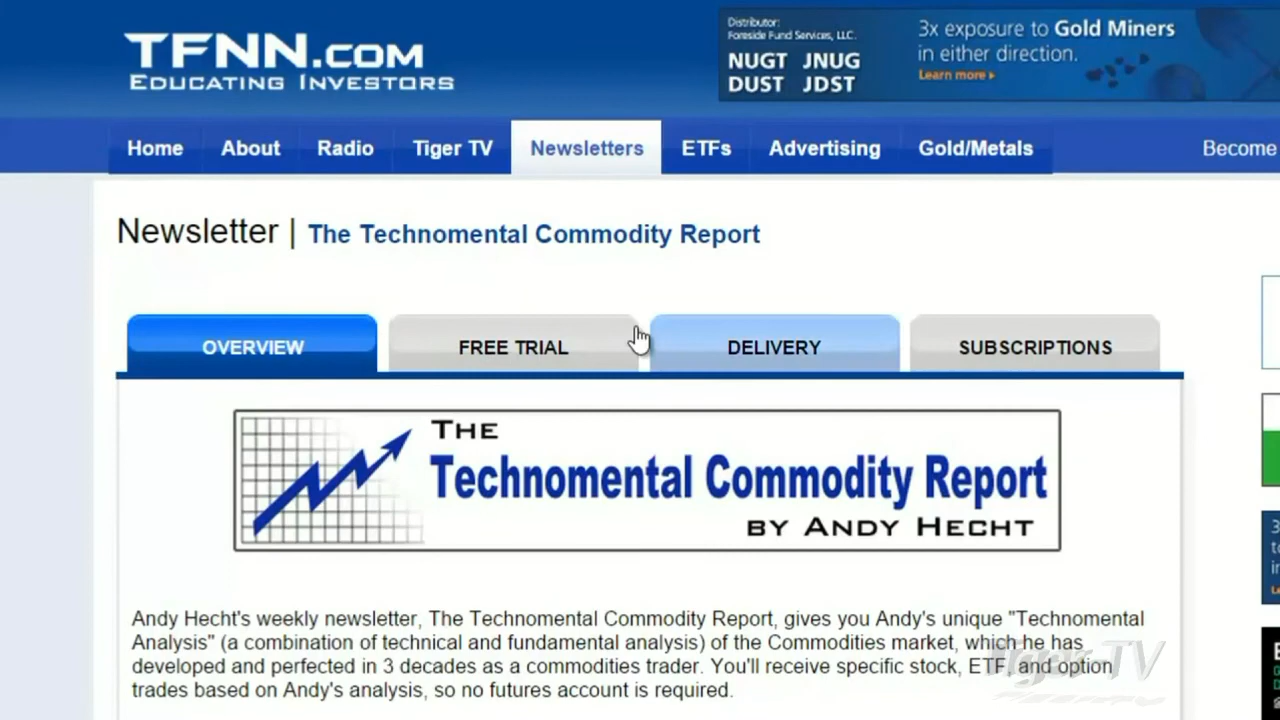 TFNN.COM
EDUCATING INVESTORS
Distributor:
Foreside Fund Services, LLC.
NUGT JNUG
DUST JDST
3x exposure to Gold Miners
in either direction.
Learn more
Home About Radio Tiger TV Newsletters ETFs Advertising Gold/Metals Become
Newsletter | The Technomental Commodity Report
OVERVIEW FREE TRIAL DELIVERY SUBSCRIPTIONS
THE
Technomental Commodity Report
BY ANDY HECHT
Andy Hecht's weekly newsletter, The Technomental Commodity Report, gives you Andy's unique "Technomental
Analysis" (a combination of technical and fundamental analysis) of the Commodities market, which he has
developed and perfected in 3 decades as a commodities trader. You'll receive specific stock, ETF, and option
trades based on Andy's analysis, so no futures account is required.
Tiger TV